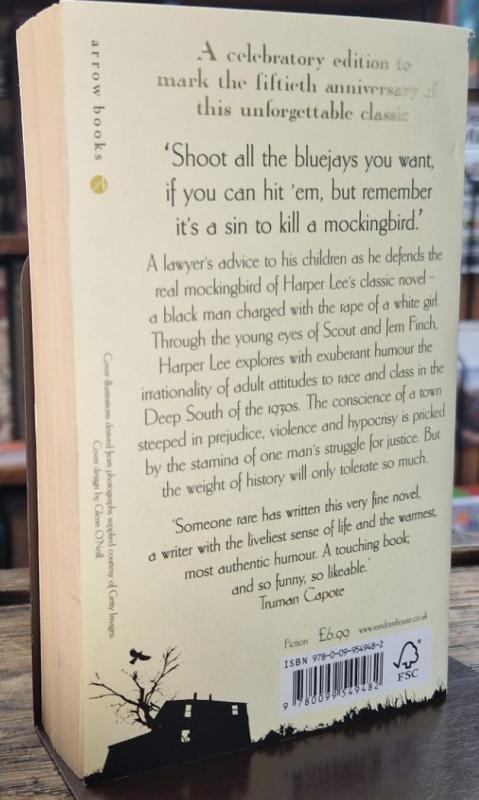 arrow books
A celebratory edition to
mark the fiftieth anniversary of
this unforgettable classic
‘Shoot all the bluejays you want,
if you can hit ’em, but remember
it’s a sin to kill a mockingbird.’
A lawyer’s advice to his children as he defends the
real mockingbird of Harper Lee’s classic novel –
a black man charged with the rape of a white girl.
Through the young eyes of Scout and Jem Finch,
Harper Lee explores with exuberant humour the
irrationality of adult attitudes to race and class in the
Deep South of the 1930s. The conscience of a town
steeped in prejudice, violence and hypocrisy is pricked
by the stamina of one man’s struggle for justice. But
the weight of history will only tolerate so much.
‘Someone rare has written this very fine novel,
a writer with the liveliest sense of life and the warmest,
most authentic humour. A touching book;
and so funny, so likeable.’
Truman Capote
Cover illustrations derived from photographs supplied courtesy of Getty Images
Cover design by Glenn O'Neill
Fiction £6.99 www.randomhouse.co.uk
ISBN 978-0-09-954948-2
9 780099 549482
FSC